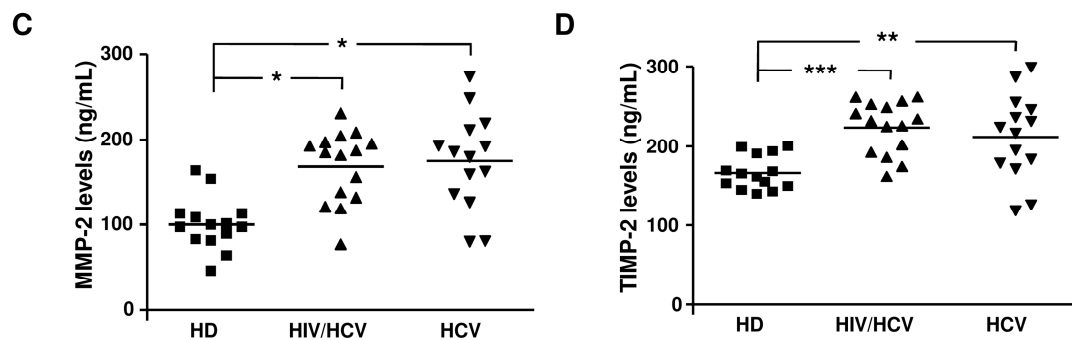 C
MMP-2 levels (ng/mL)
300
200
100
0
*
*
HD
HIV/HCV
HCV
D
TIMP-2 levels (ng/mL)
300
200
100
0
**
***
HD
HIV/HCV
HCV